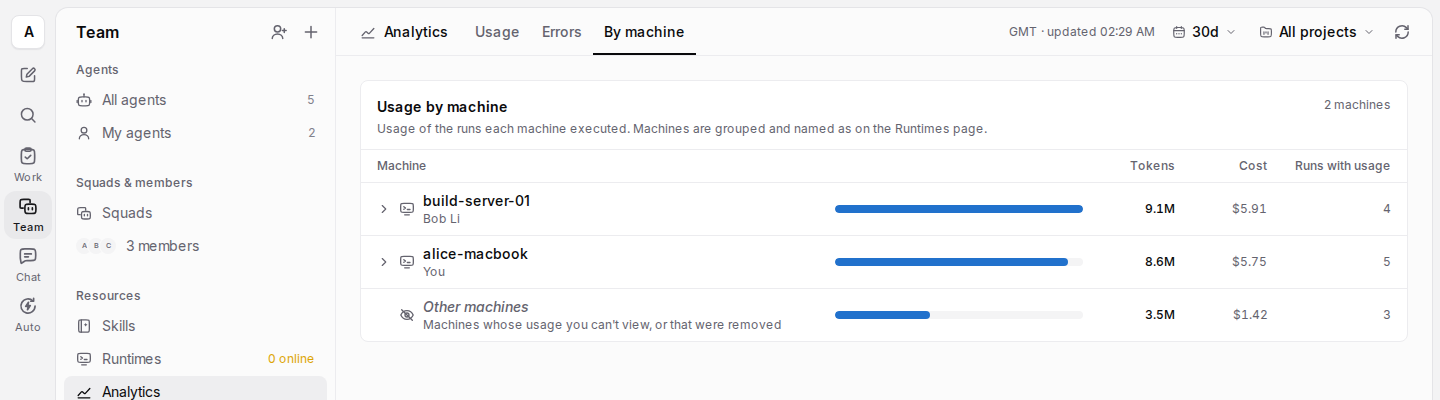 A
Work
Team
Chat
Auto
Team
Agents
All agents 5
My agents 2
Squads & members
Squads
A B C 3 members
Resources
Skills
Runtimes 0 online
Analytics
Analytics Usage Errors By machine GMT · updated 02:29 AM 30d All projects
Usage by machine 2 machines
Usage of the runs each machine executed. Machines are grouped and named as on the Runtimes page.
Machine Tokens Cost Runs with usage
build-server-01 9.1M $5.91 4
Bob Li
alice-macbook 8.6M $5.75 5
You
Other machines 3.5M $1.42 3
Machines whose usage you can't view, or that were removed